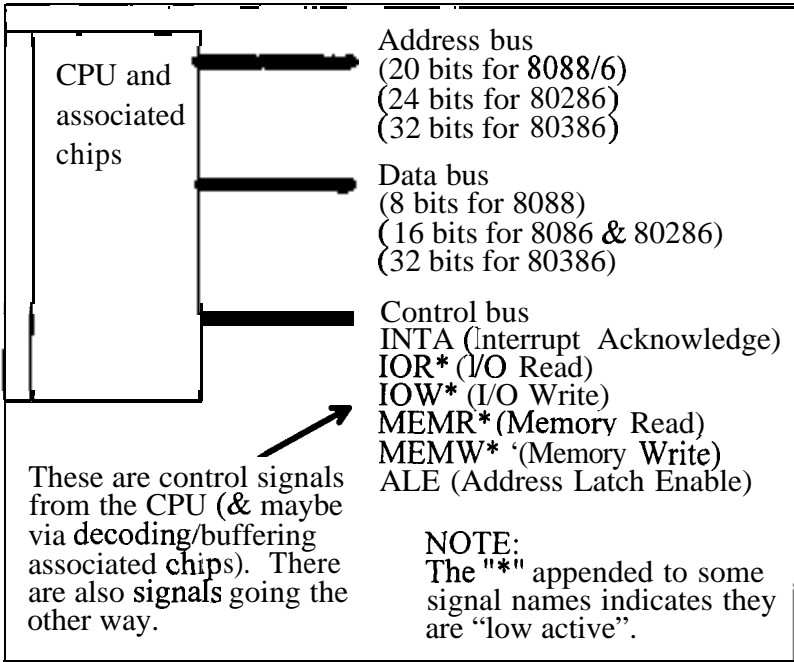 CPU and
associated
chips
Address bus
(20 bits for 8088/6)
(24 bits for 80286)
(32 bits for 80386)
Data bus
(8 bits for 8088)
(16 bits for 8086 & 80286)
(32 bits for 80386)
Control bus
INTA (Interrupt Acknowledge)
IOR* (I/O Read)
IOW* (I/O Write)
MEMR* (Memory Read)
MEMW* '(Memory Write)
ALE (Address Latch Enable)
These are control signals
from the CPU (& maybe
via decoding/buffering
associated chips). There
are also signals going the
other way.
NOTE:
The "*" appended to some
signal names indicates they
are “low active”.